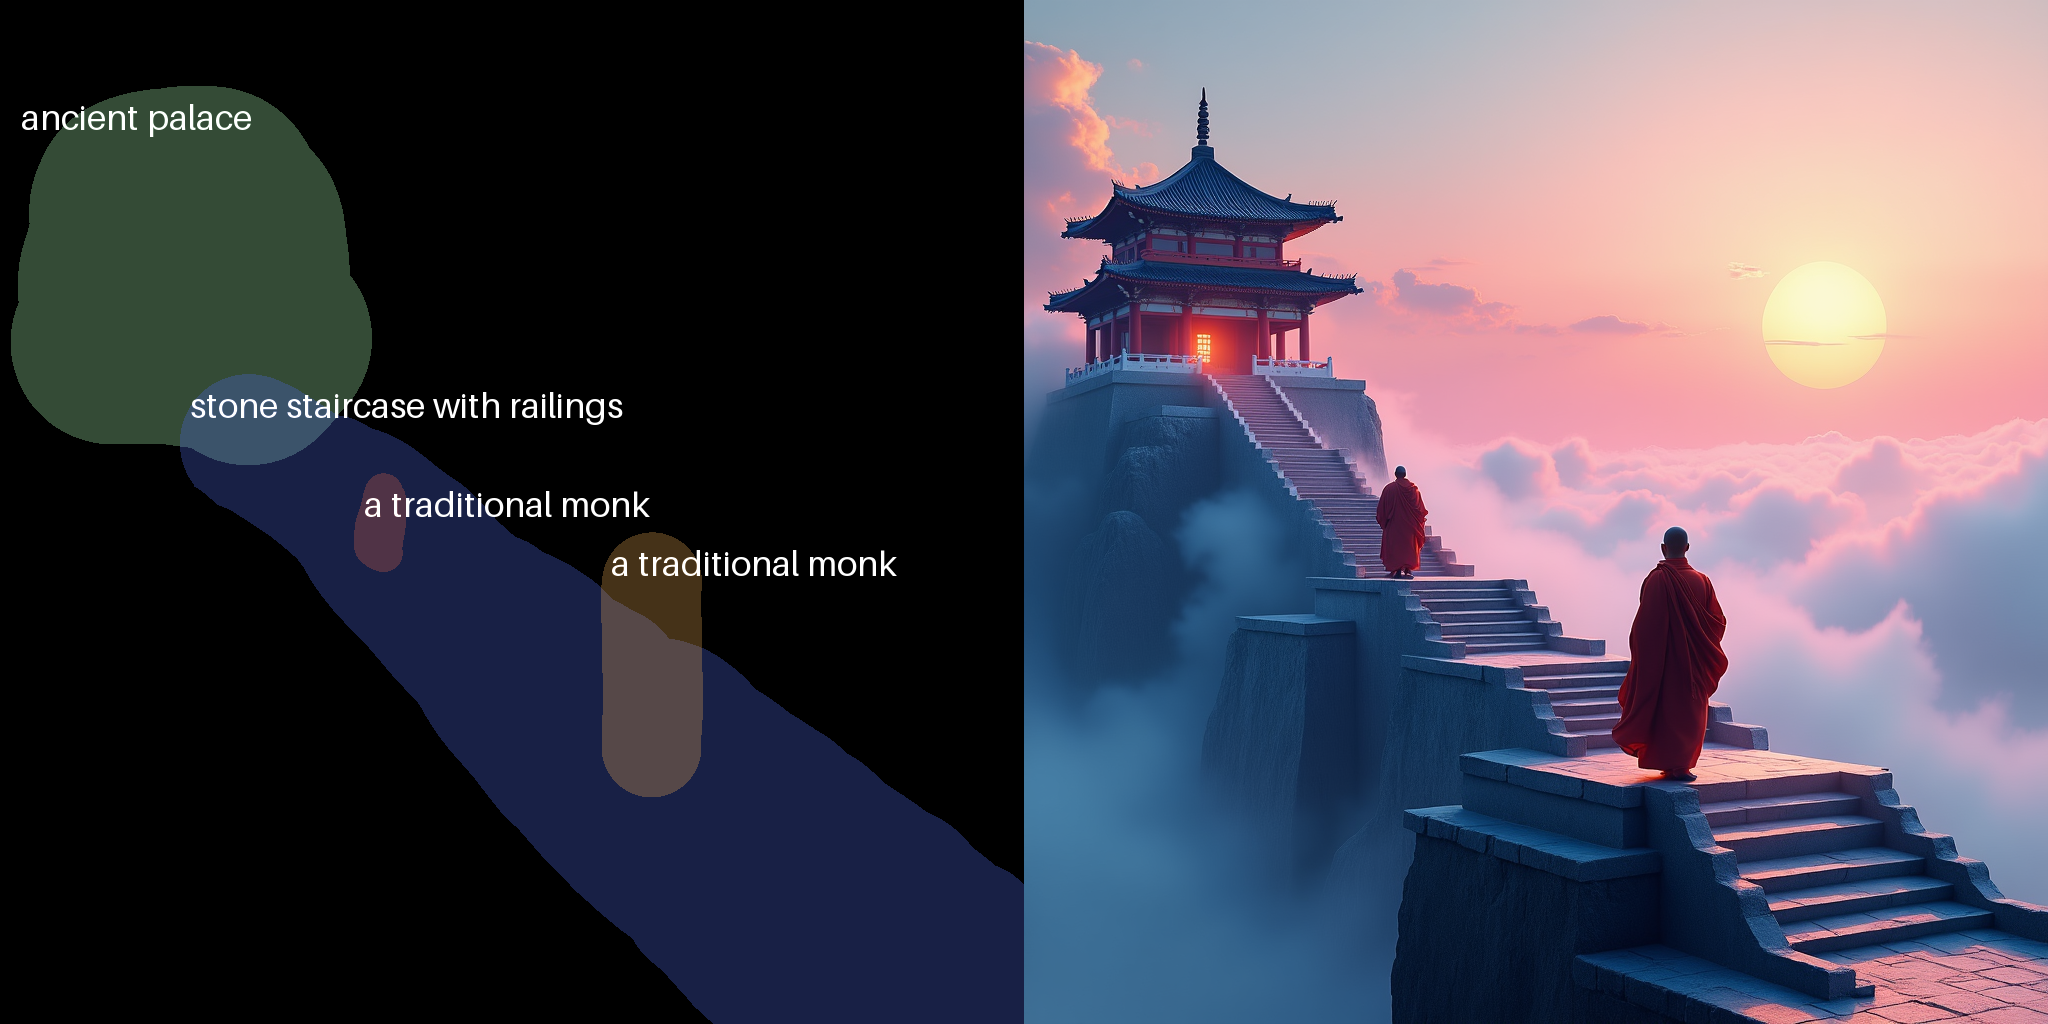 ancient palace
stone staircase with railings
a traditional monk
a traditional monk